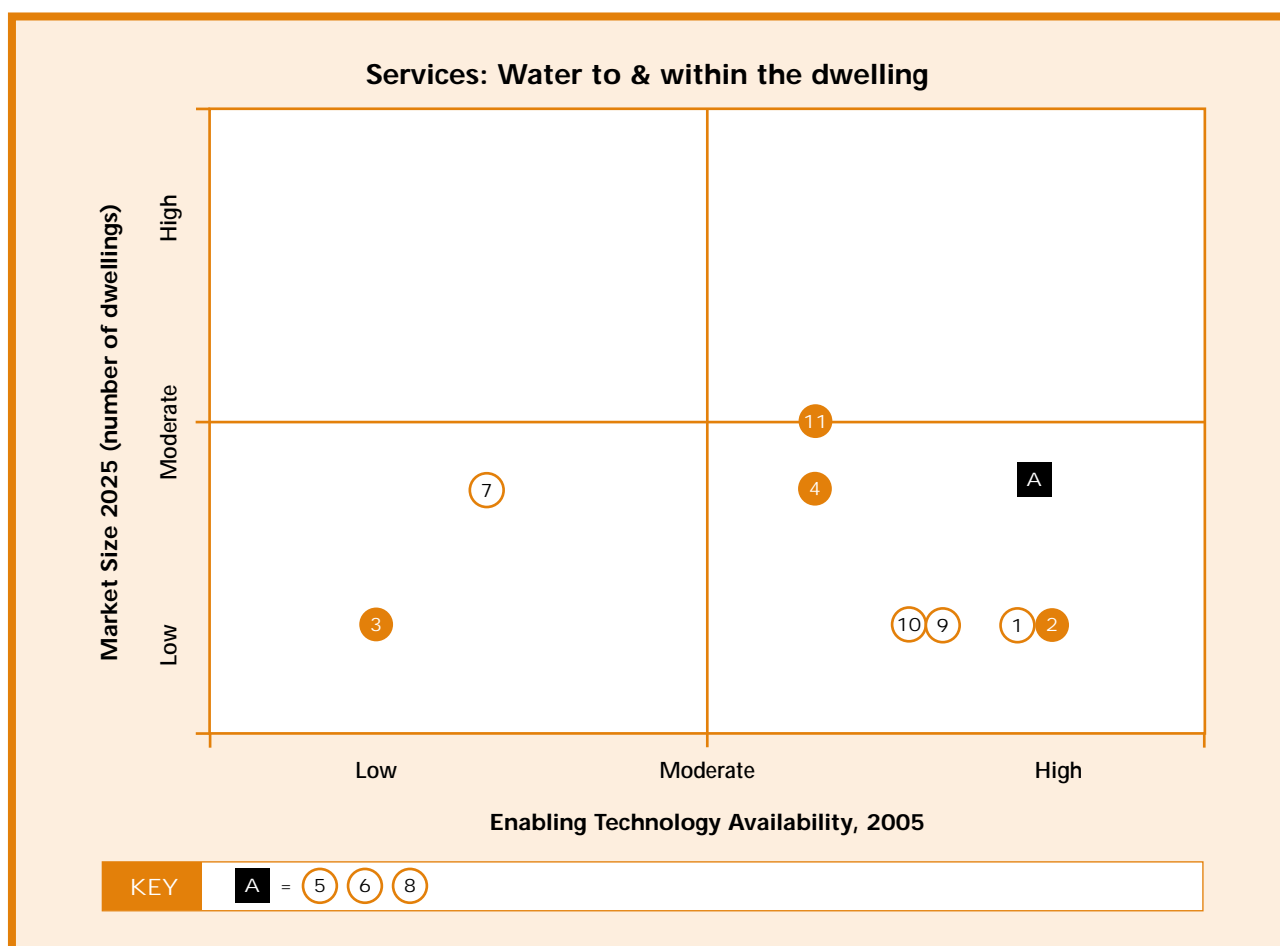 Services: Water to & within the dwelling
Market Size 2025 (number of dwellings)
High
Moderate
Low
11
7
4
A
3
10 9 1 2
Low Moderate High
Enabling Technology Availability, 2005
KEY A = 5 6 8